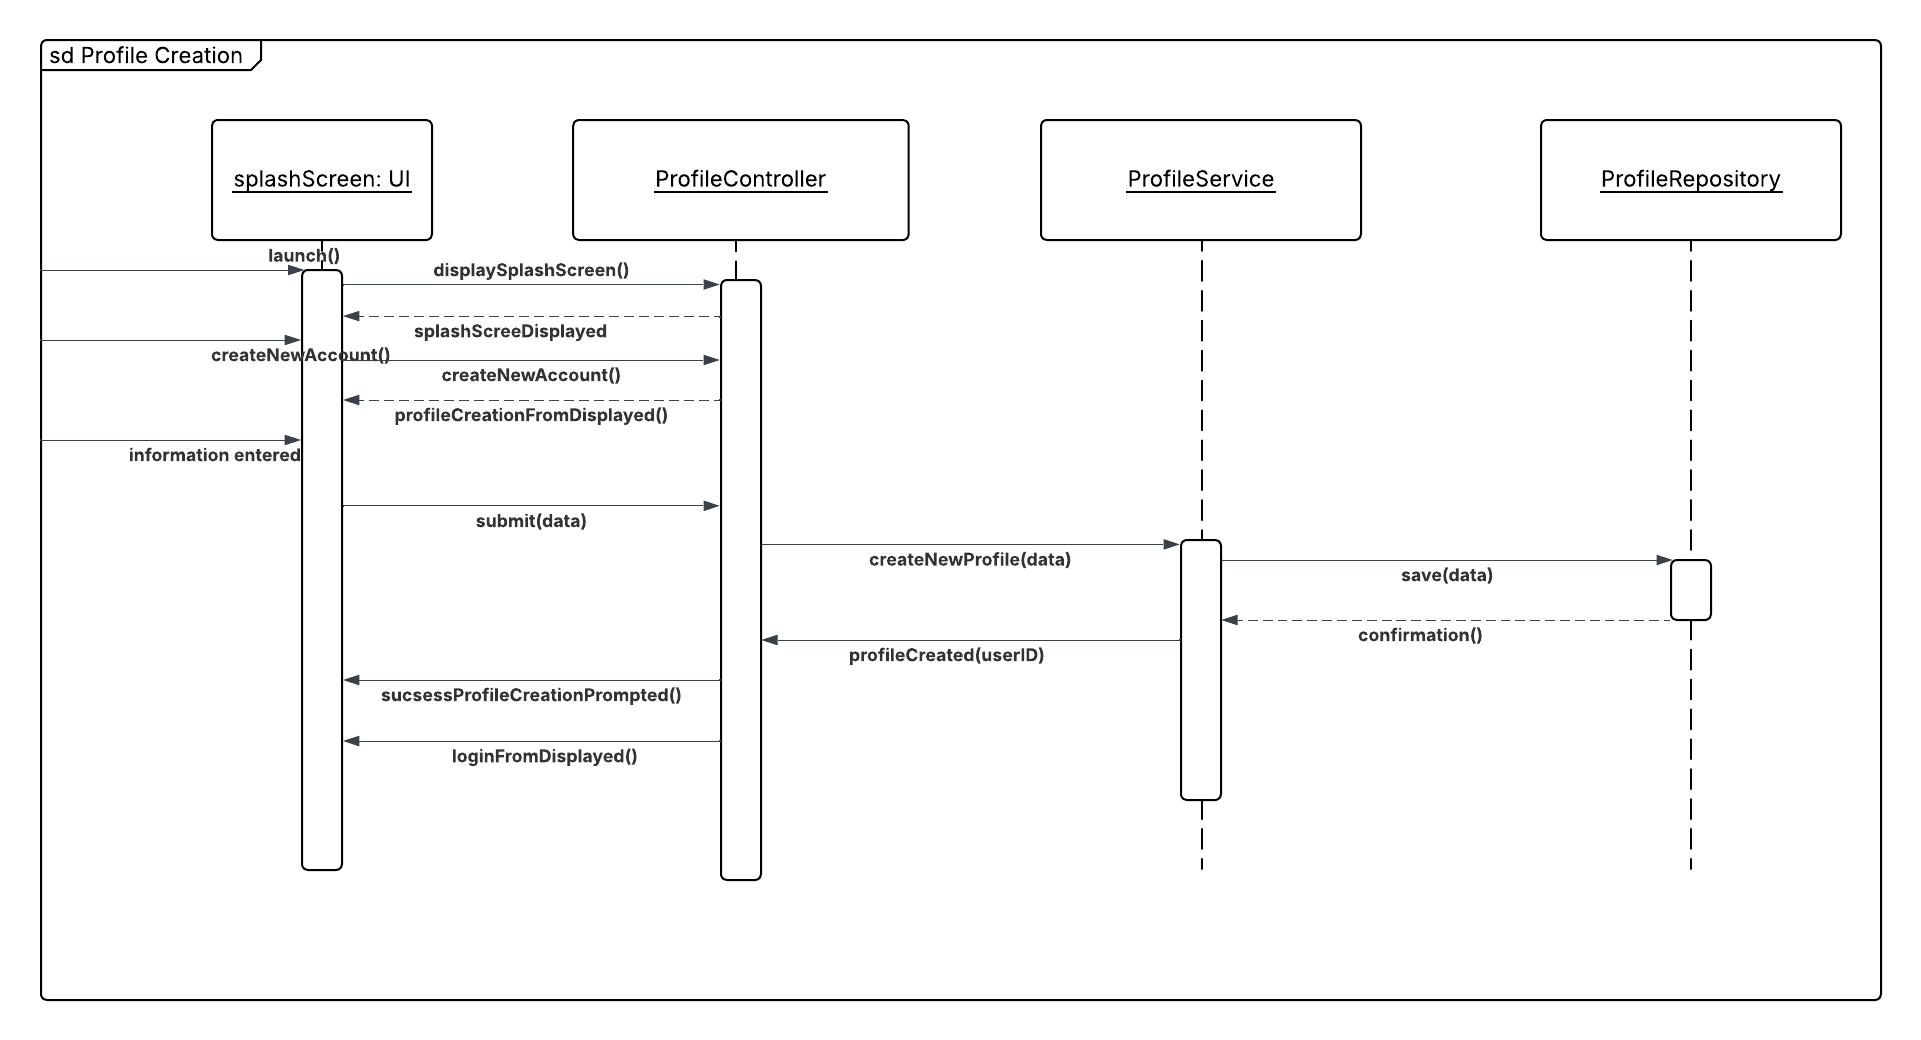 sd Profile Creation
splashScreen: UI
ProfileController
ProfileService
ProfileRepository
launch()
displaySplashScreen()
splashScreeDisplayed
createNewAccount()
createNewAccount()
profileCreationFromDisplayed()
information entered
submit(data)
createNewProfile(data)
save(data)
confirmation()
profileCreated(userID)
sucsessProfileCreationPrompted()
loginFromDisplayed()